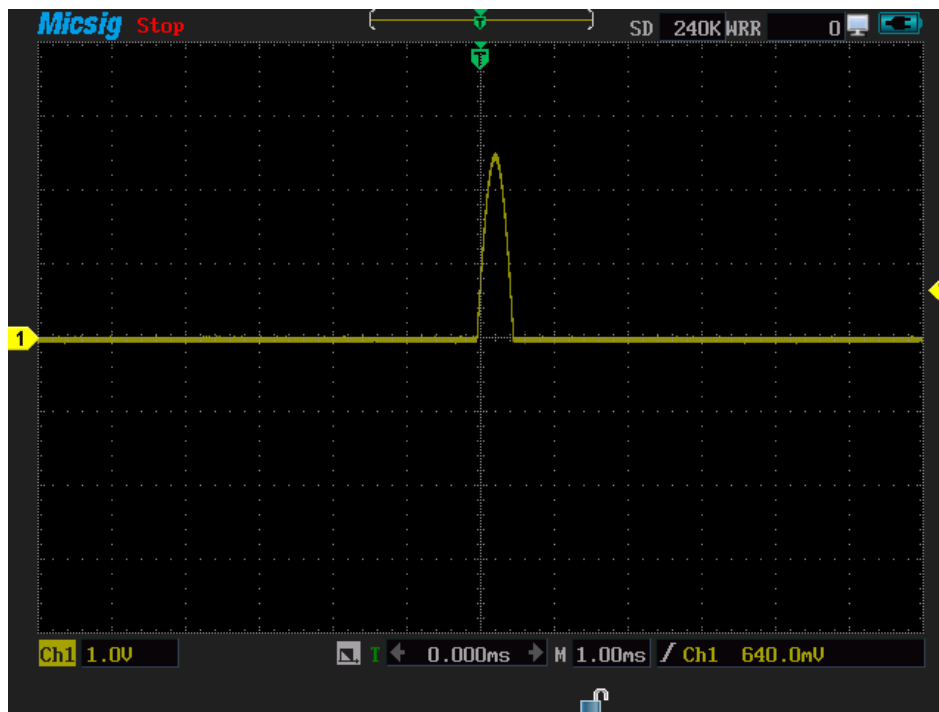 Micsig Stop T SD 240K WRR 0
T
1
Ch1 1.0V T 0.000ms M 1.00ms Ch1 640.0mV